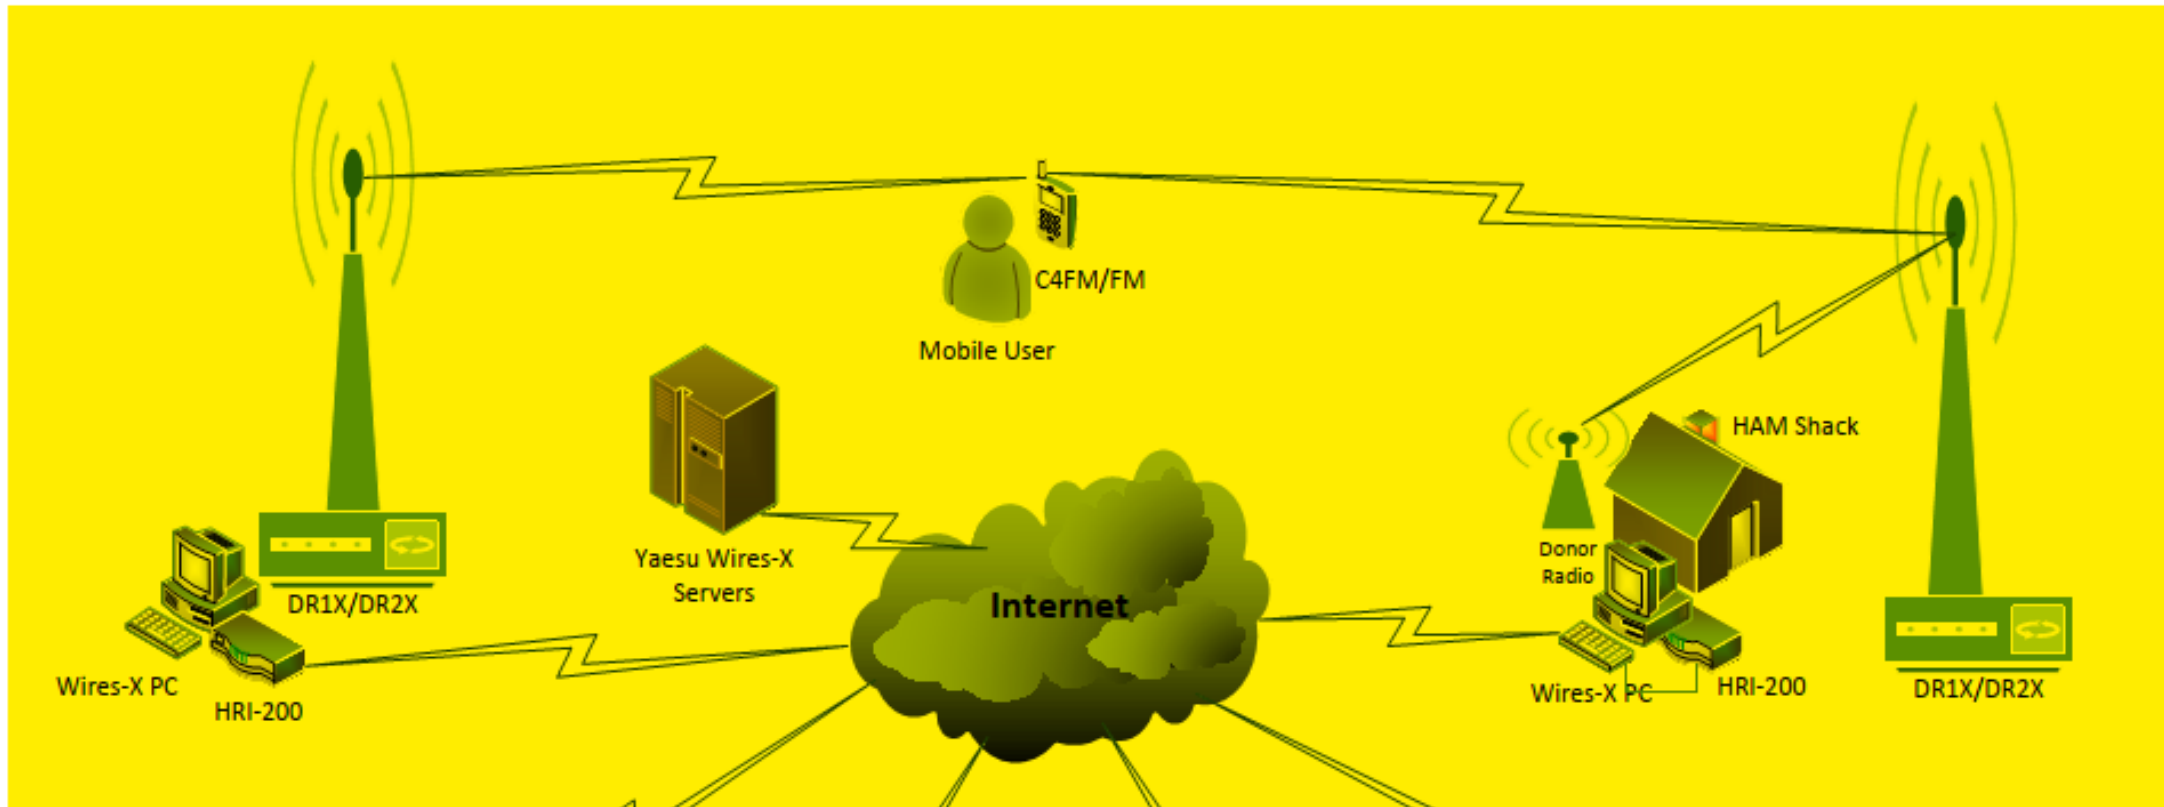 C4FM/FM
Mobile User
HAM Shack
Yaesu Wires-X
Servers
Donor
Radio
DR1X/DR2X
Internet
Wires-X PC
HRI-200
Wires-X PC
HRI-200
DR1X/DR2X